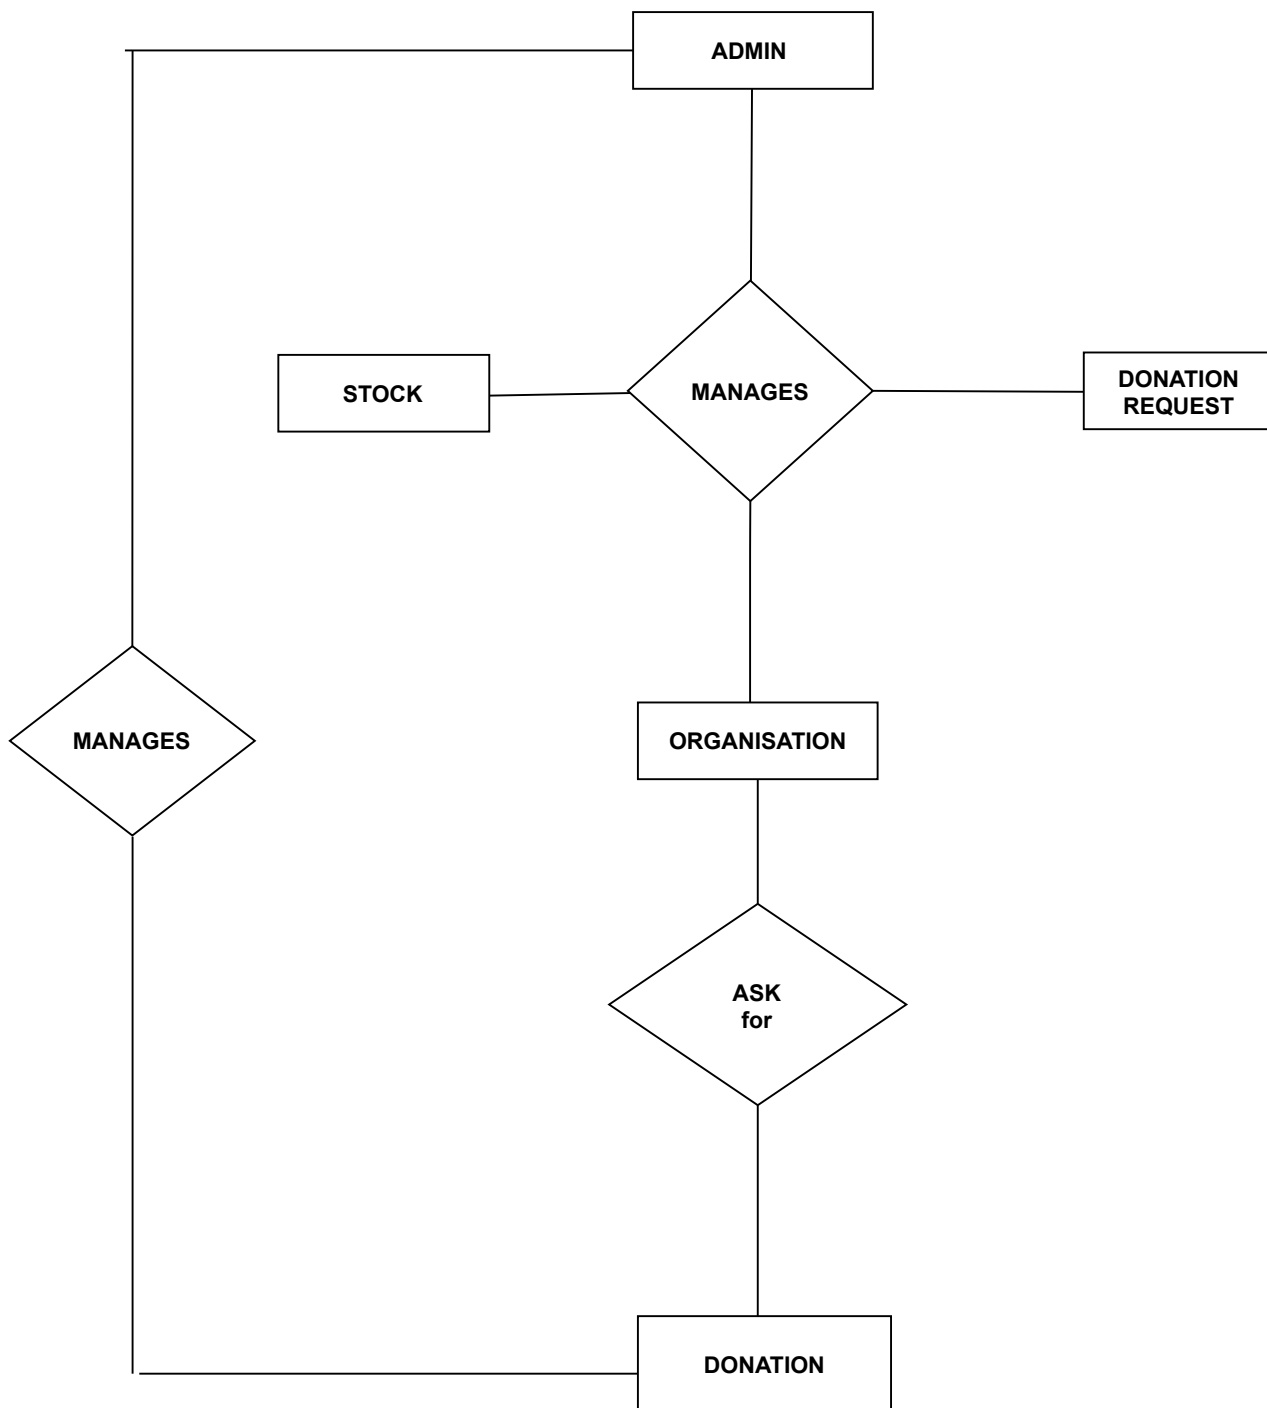 ADMIN
STOCK
MANAGES
DONATION
REQUEST
MANAGES
ORGANISATION
ASK
for
DONATION